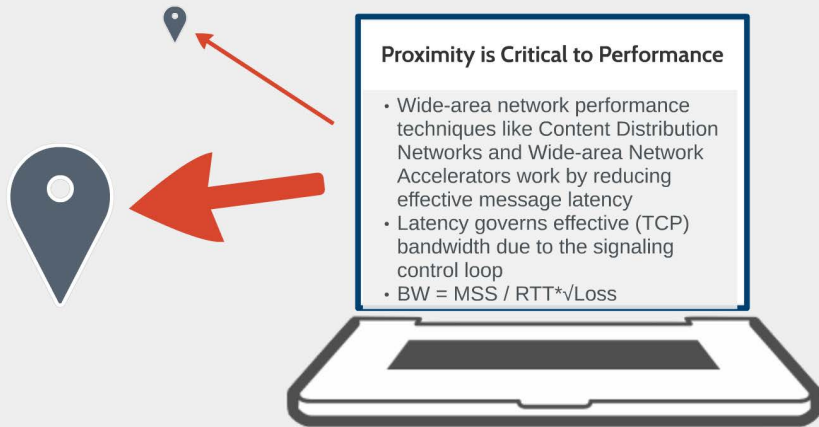 Proximity is Critical to Performance
• Wide-area network performance
techniques like Content Distribution
Networks and Wide-area Network
Accelerators work by reducing
effective message latency
• Latency governs effective (TCP)
bandwidth due to the signaling
control loop
• BW = MSS / RTT*√Loss